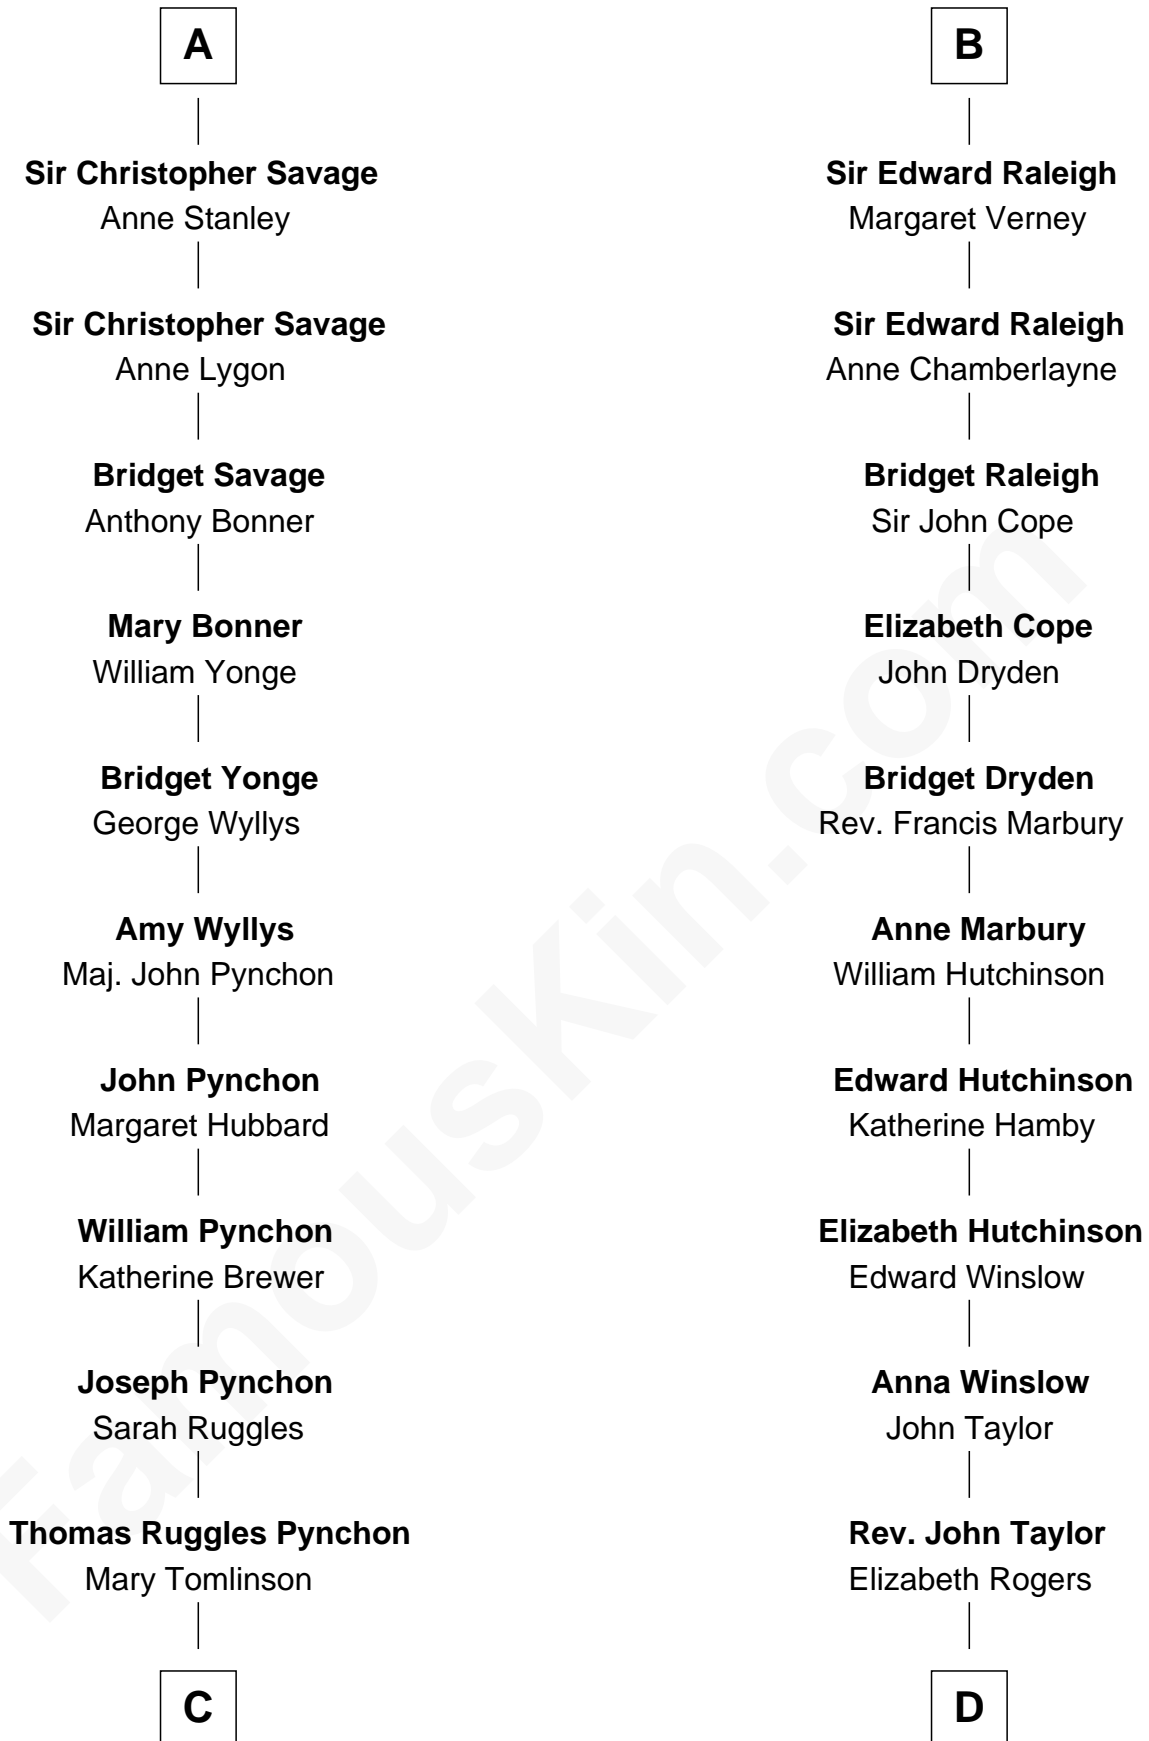 A
Sir Christopher Savage
Anne Stanley
Sir Christopher Savage
Anne Lygon
Bridget Savage
Anthony Bonner
Mary Bonner
William Yonge
Bridget Yonge
George Wyllys
Amy Wyllys
Maj. John Pynchon
John Pynchon
Margaret Hubbard
William Pynchon
Katherine Brewer
Joseph Pynchon
Sarah Ruggles
Thomas Ruggles Pynchon
Mary Tomlinson
C
B
Sir Edward Raleigh
Margaret Verney
Sir Edward Raleigh
Anne Chamberlayne
Bridget Raleigh
Sir John Cope
Elizabeth Cope
John Dryden
Bridget Dryden
Rev. Francis Marbury
Anne Marbury
William Hutchinson
Edward Hutchinson
Katherine Hamby
Elizabeth Hutchinson
Edward Winslow
Anna Winslow
John Taylor
Rev. John Taylor
Elizabeth Rogers
D
FamousKin.com